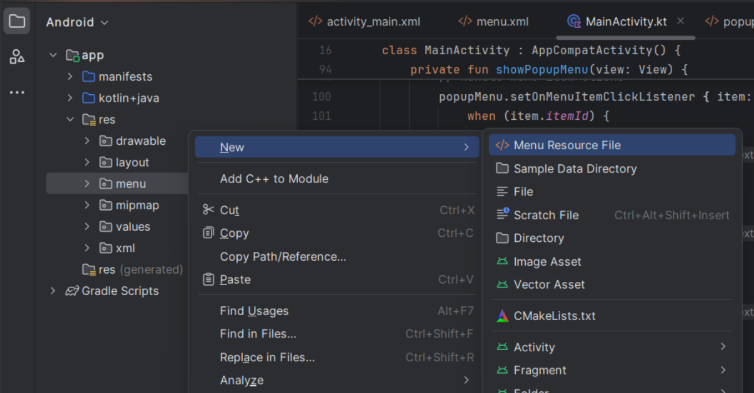 Android
activity_main.xml
menu.xml
MainActivity.kt
app
manifests
kotlin+java
res
drawable
layout
menu
mipmap
values
xml
res (generated)
Gradle Scripts
16 class MainActivity : AppCompatActivity() {
94 private fun showPopupMenu(view: View) {
100 popupMenu.setOnMenuItemClickListener { item:
101 when (item.itemId) {
New
Add C++ to Module
Cut Ctrl+X
Copy Ctrl+C
Copy Path/Reference...
Paste Ctrl+V
Find Usages Alt+F7
Find in Files... Ctrl+Shift+F
Replace in Files... Ctrl+Shift+R
Analyze
Menu Resource File
Sample Data Directory
File
Scratch File Ctrl+Alt+Shift+Insert
Directory
Image Asset
Vector Asset
CMakeLists.txt
Activity
Fragment